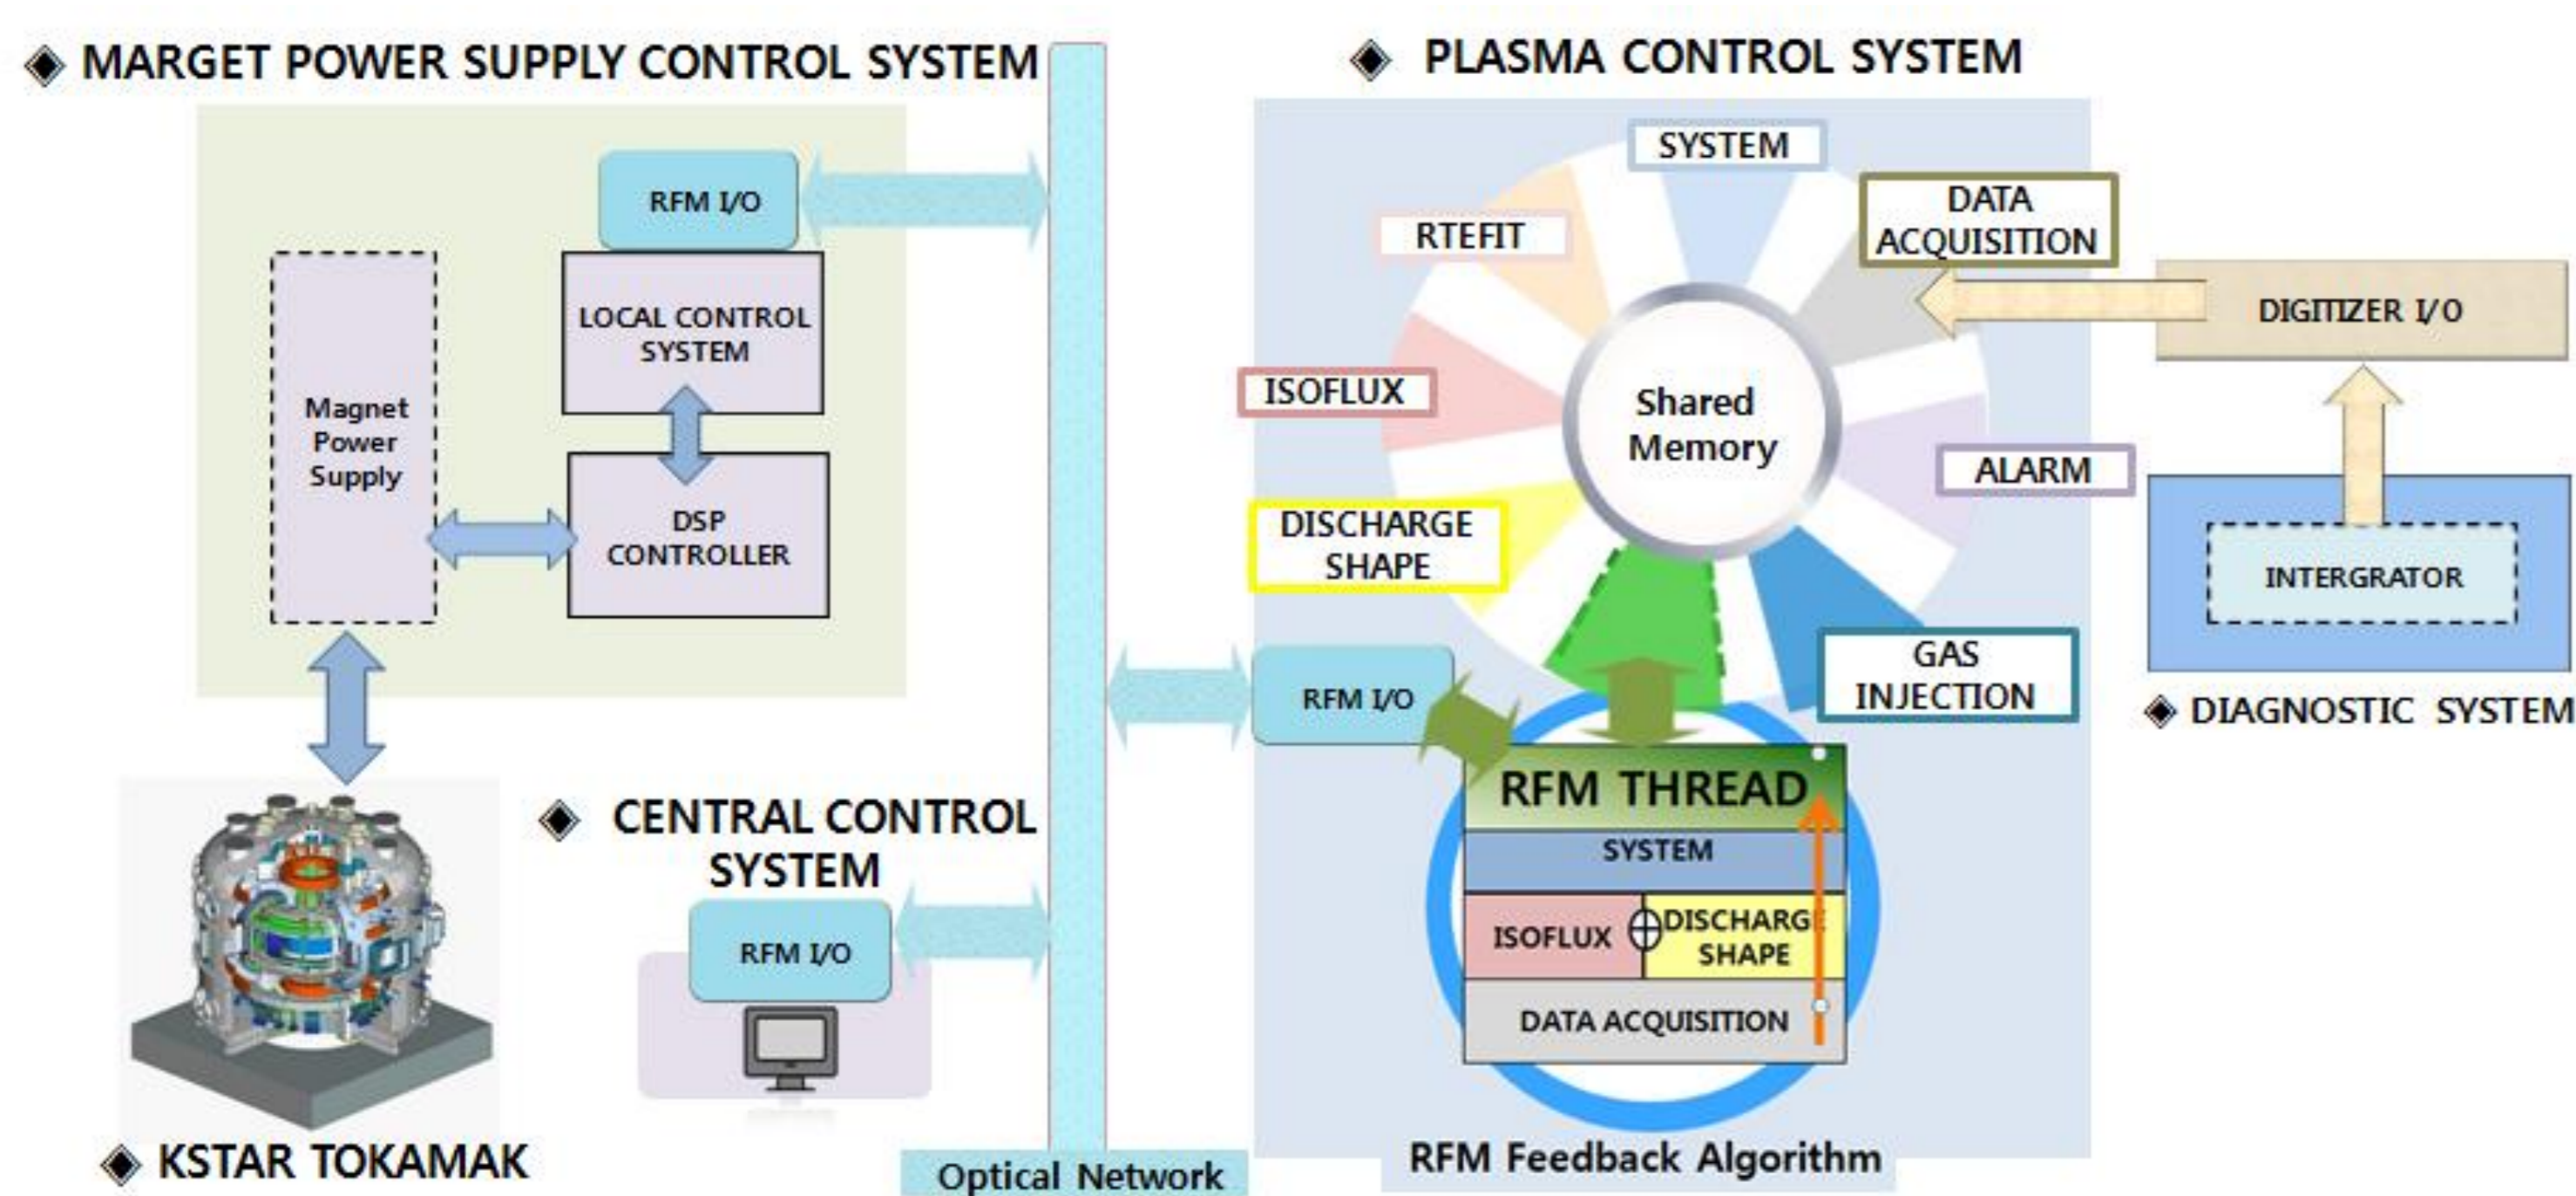 MARGET POWER SUPPLY CONTROL SYSTEM
RFM I/O
LOCAL CONTROL
SYSTEM
Magnet
Power
Supply
DSP
CONTROLLER
KSTAR TOKAMAK
CENTRAL CONTROL
SYSTEM
RFM I/O
Optical Network
PLASMA CONTROL SYSTEM
SYSTEM
DATA
ACQUISITION
RTEFIT
ISOFLUX
Shared
Memory
ALARM
DISCHARGE
SHAPE
GAS
INJECTION
RFM I/O
RFM THREAD
SYSTEM
ISOFLUX
DISCHARGE
SHAPE
DATA ACQUISITION
RFM Feedback Algorithm
DIGITIZER I/O
INTERGRATOR
DIAGNOSTIC SYSTEM